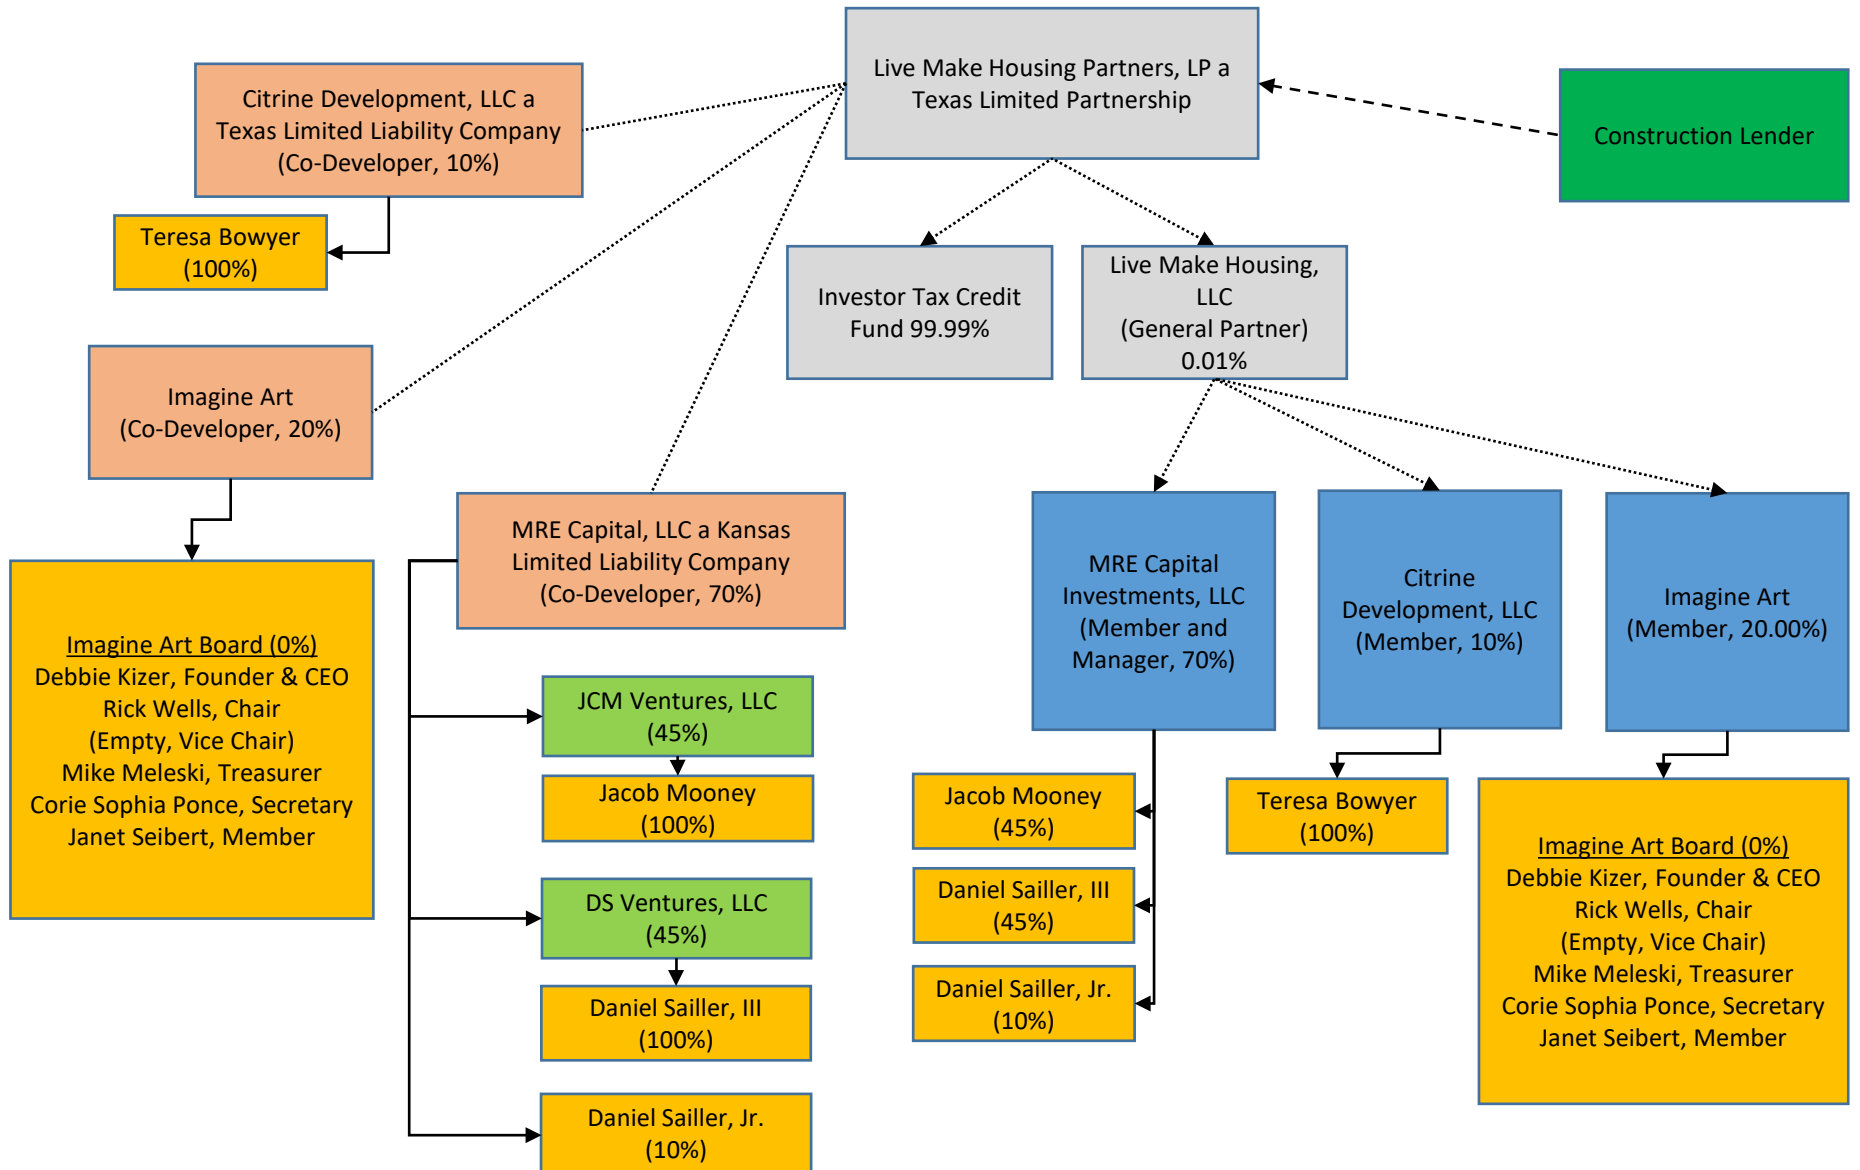 Live Make Housing Partners, LP a
Texas Limited Partnership
Citrine Development, LLC a
Texas Limited Liability Company
(Co-Developer, 10%)
Construction Lender
Teresa Bowyer
(100%)
Investor Tax Credit
Fund 99.99%
Live Make Housing,
LLC
(General Partner)
0.01%
Imagine Art
(Co-Developer, 20%)
MRE Capital, LLC a Kansas
Limited Liability Company
(Co-Developer, 70%)
MRE Capital
Investments, LLC
(Member and
Manager, 70%)
Citrine
Development, LLC
(Member, 10%)
Imagine Art
(Member, 20.00%)
Imagine Art Board (0%)
Debbie Kizer, Founder & CEO
Rick Wells, Chair
(Empty, Vice Chair)
Mike Meleski, Treasurer
Corie Sophia Ponce, Secretary
Janet Seibert, Member
JCM Ventures, LLC
(45%)
Jacob Mooney
(100%)
DS Ventures, LLC
(45%)
Daniel Sailler, III
(100%)
Daniel Sailler, Jr.
(10%)
Jacob Mooney
(45%)
Daniel Sailler, III
(45%)
Daniel Sailler, Jr.
(10%)
Teresa Bowyer
(100%)
Imagine Art Board (0%)
Debbie Kizer, Founder & CEO
Rick Wells, Chair
(Empty, Vice Chair)
Mike Meleski, Treasurer
Corie Sophia Ponce, Secretary
Janet Seibert, Member